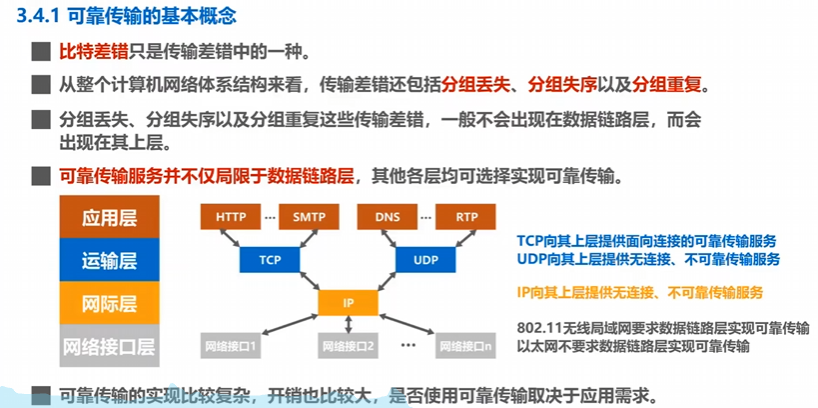 3.4.1 可靠传输的基本概念
比特差错只是传输差错中的一种。
从整个计算机网络体系结构来看，传输差错还包括分组丢失、分组失序以及分组重复。
分组丢失、分组失序以及分组重复这些传输差错，一般不会出现在数据链路层，而会
出现在其上层。
可靠传输服务并不仅局限于数据链路层，其他各层均可选择实现可靠传输。
应用层
运输层
网际层
网络接口层
HTTP ··· SMTP DNS ··· RTP
TCP UDP
IP
网络接口1 网络接口2 ··· 网络接口n
TCP向其上层提供面向连接的可靠传输服务
UDP向其上层提供无连接、不可靠传输服务
IP向其上层提供无连接、不可靠传输服务
802.11无线局域网要求数据链路层实现可靠传输
以太网不要求数据链路层实现可靠传输
可靠传输的实现比较复杂，开销也比较大，是否使用可靠传输取决于应用需求。